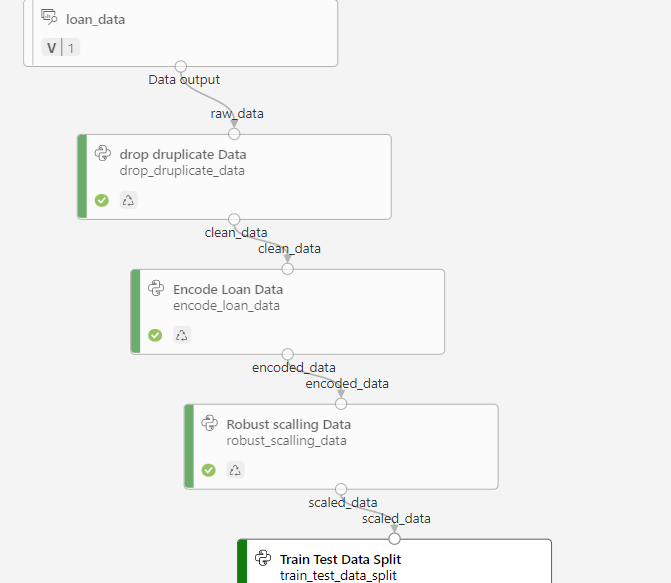 loan_data
V 1
Data output
raw_data
drop druplicate Data
drop_druplicate_data
clean_data
clean_data
Encode Loan Data
encode_loan_data
encoded_data
encoded_data
Robust scalling Data
robust_scalling_data
scaled_data
scaled_data
Train Test Data Split
train_test_data_split